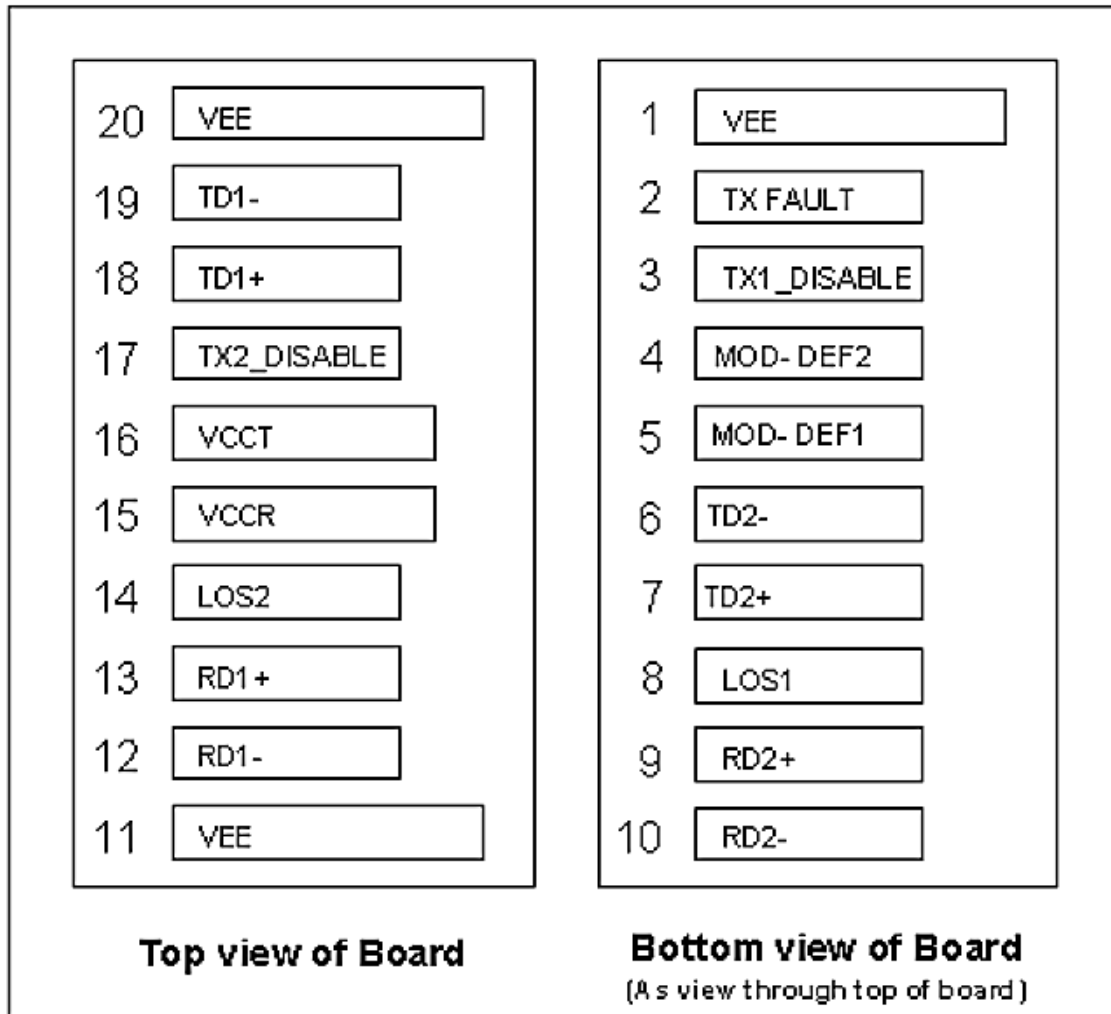 20 VEE
19 TD1-
18 TD1+
17 TX2_DISABLE
16 VCCT
15 VCCR
14 LOS2
13 RD1+
12 RD1-
11 VEE
Top view of Board
1 VEE
2 TX FAULT
3 TX1_DISABLE
4 MOD- DEF2
5 MOD- DEF1
6 TD2-
7 TD2+
8 LOS1
9 RD2+
10 RD2-
Bottom view of Board
(As view through top of board)